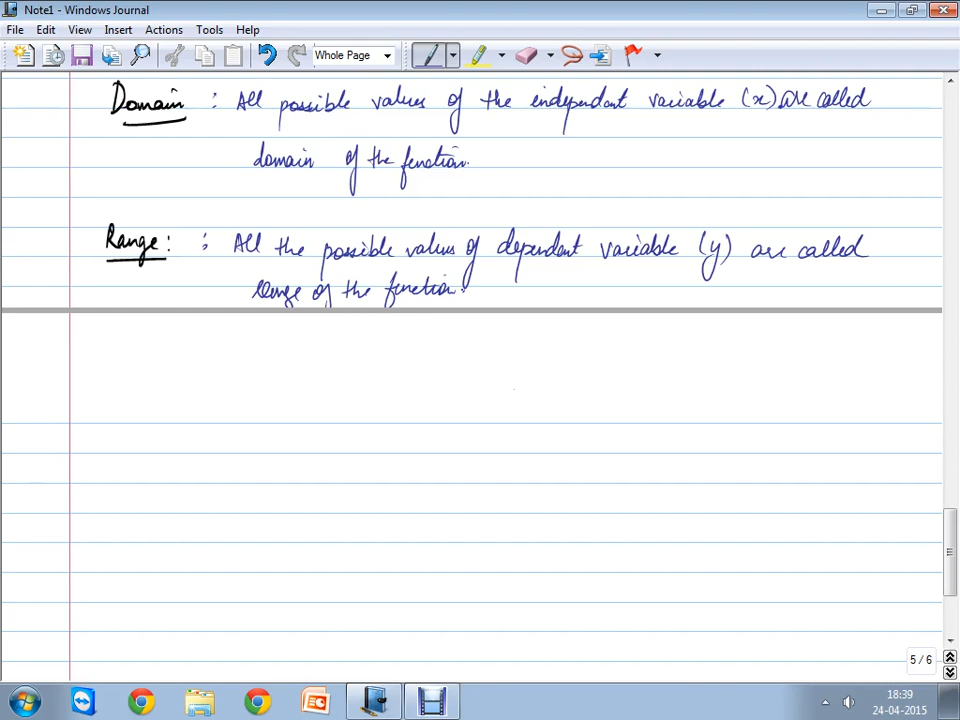 Note1 - Windows Journal
File Edit View Insert Actions Tools Help
Whole Page
Domain : All possible values of the independent variable (x) are called
domain of the function.
Range: : All the possible values of dependent variable (y) are called
range of the function.
5 / 6
18:39
24-04-2015